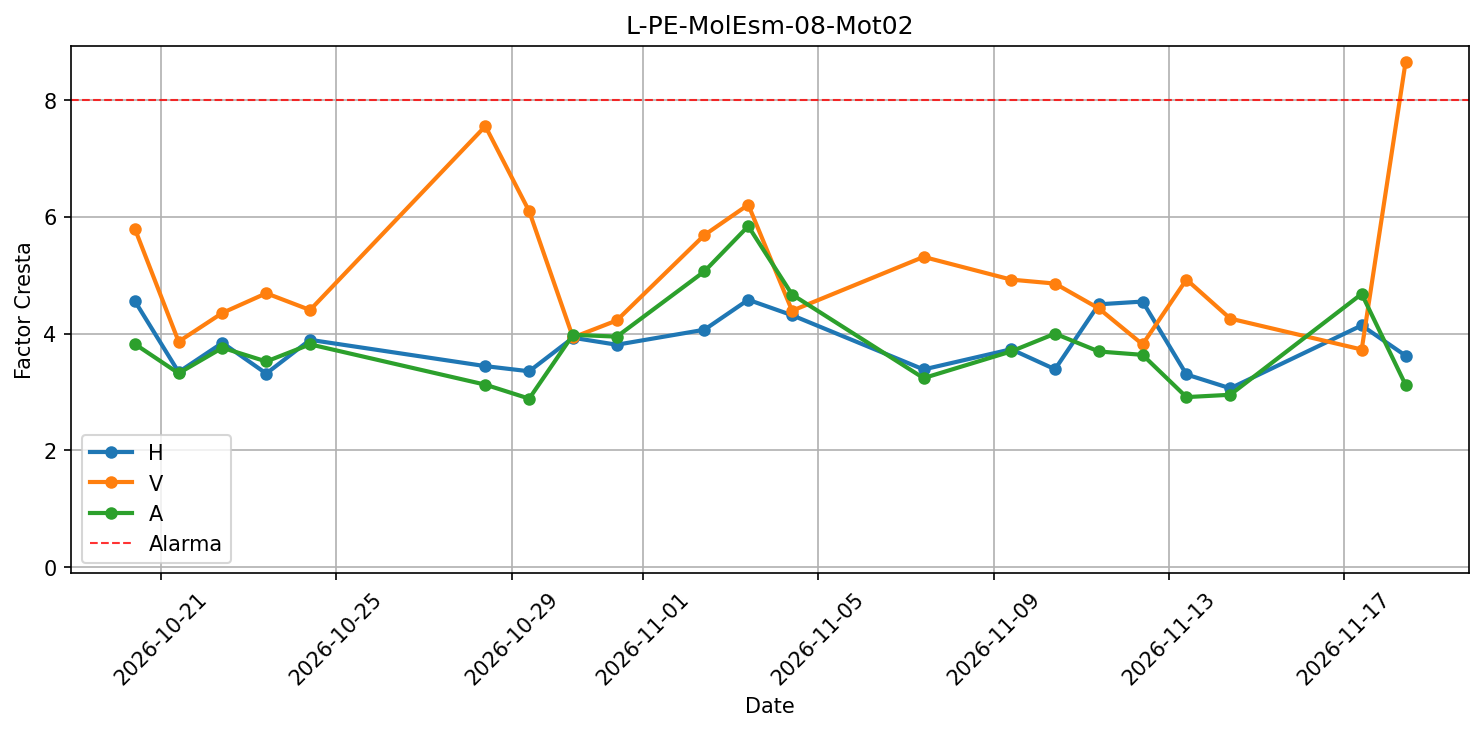 L-PE-MolEsm-08-Mot02
Factor Cresta
8
6
4
2
0
H
V
A
Alarma
2026-10-21
2026-10-25
2026-10-29
2026-11-01
2026-11-05
2026-11-09
2026-11-13
2026-11-17
Date